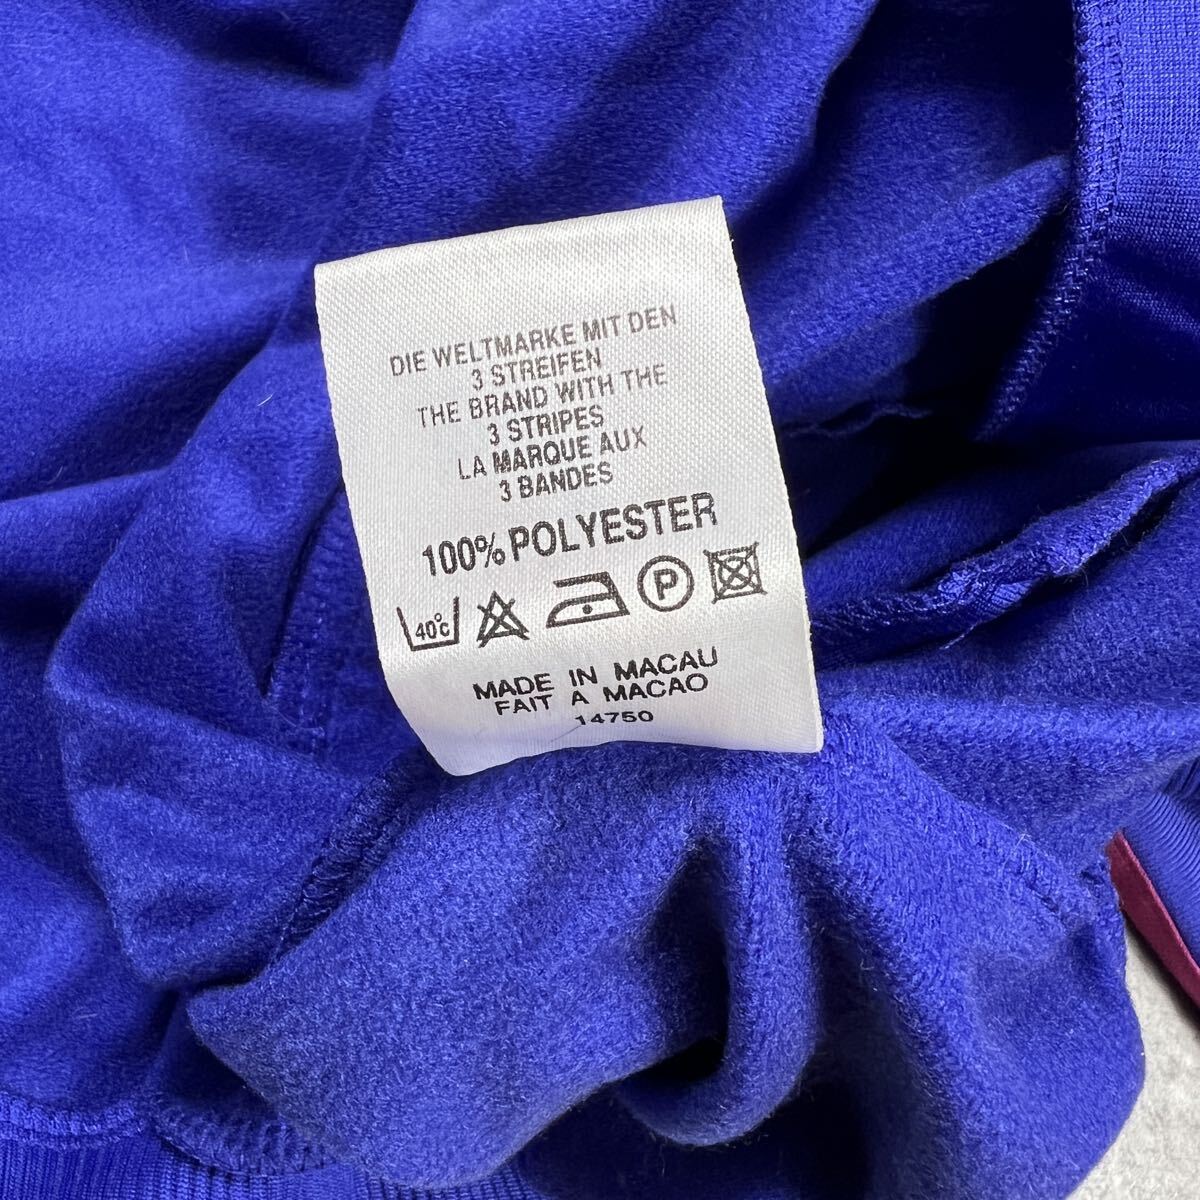 DIE WELTMARKE MIT DEN
3 STREIFEN
THE BRAND WITH THE
3 STRIPES
LA MARQUE AUX
3 BANDES
100% POLYESTER
40°C P
MADE IN MACAU
FAIT A MACAO
14750